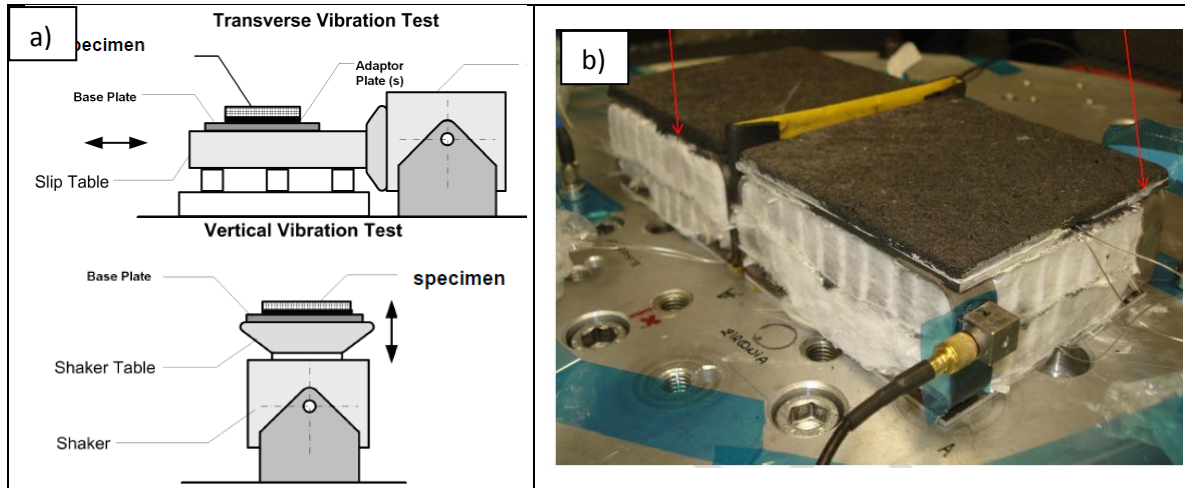 a)
Transverse Vibration Test
pecimen
Adaptor
Plate (s)
Base Plate
Slip Table
Vertical Vibration Test
Base Plate
specimen
Shaker Table
Shaker
b)
ZIRCONIA
A